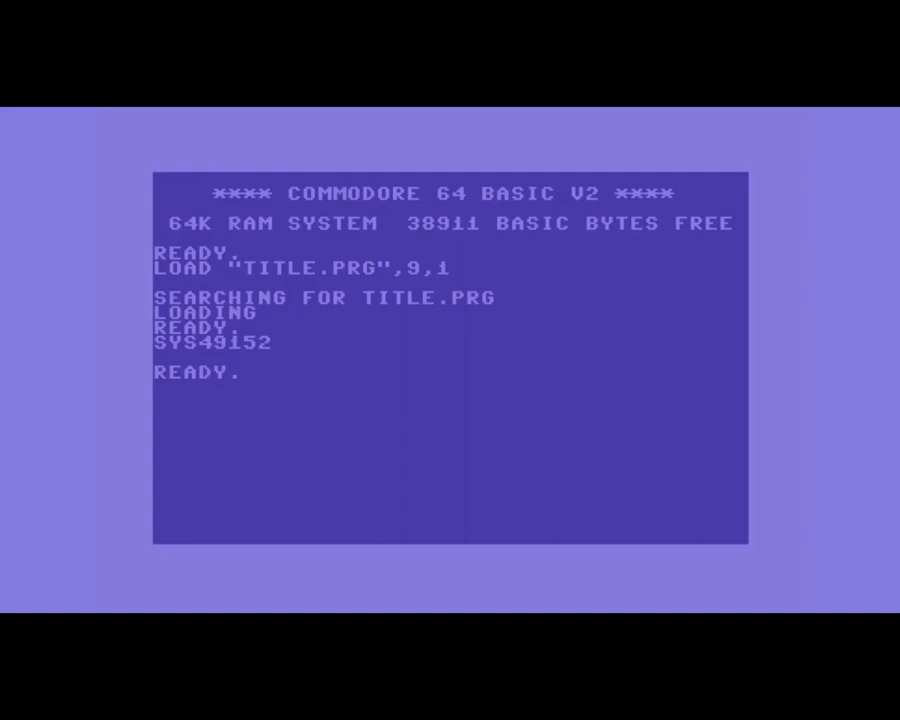 **** COMMODORE 64 BASIC V2 ****
64K RAM SYSTEM  38911 BASIC BYTES FREE
READY.
LOAD "TITLE.PRG",9,1
SEARCHING FOR TITLE.PRG
LOADING
READY.
SYS49152
READY.